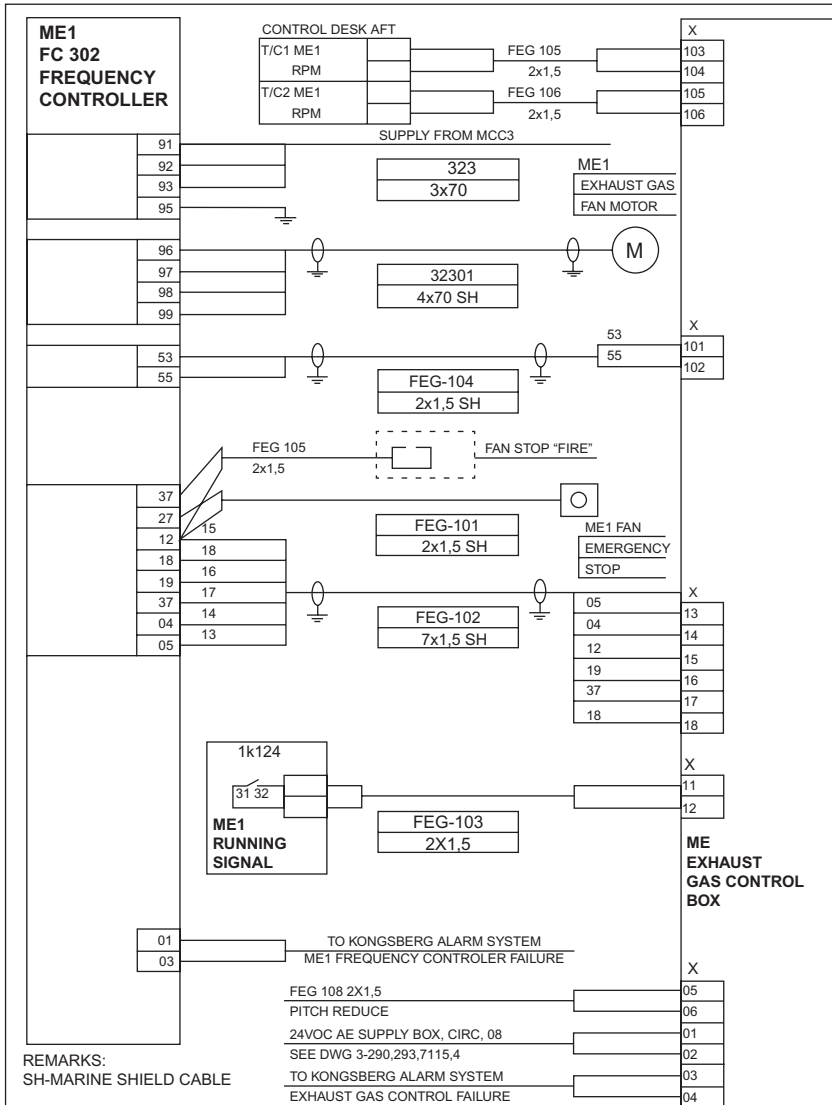 ME1
FC 302
FREQUENCY
CONTROLLER
CONTROL DESK AFT
T/C1 ME1
RPM
T/C2 ME1
RPM
FEG 105
2x1,5
FEG 106
2x1,5
X
103
104
105
106
SUPPLY FROM MCC3
91
92
93
95
323
3x70
ME1
EXHAUST GAS
FAN MOTOR
M
96
97
98
99
32301
4x70 SH
53
55
FEG-104
2x1,5 SH
53
55
X
101
102
FEG 105
2x1,5
FAN STOP “FIRE”
37
27
12
18
19
37
04
05
15
18
16
17
14
13
FEG-101
2x1,5 SH
ME1 FAN
EMERGENCY
STOP
FEG-102
7x1,5 SH
05
04
12
19
37
18
X
13
14
15
16
17
18
1k124
31 32
ME1
RUNNING
SIGNAL
FEG-103
2X1,5
X
11
12
ME
EXHAUST
GAS CONTROL
BOX
01
03
TO KONGSBERG ALARM SYSTEM
ME1 FREQUENCY CONTROLER FAILURE
FEG 108 2X1,5
PITCH REDUCE
24VOC AE SUPPLY BOX, CIRC, 08
SEE DWG 3-290,293,7115,4
TO KONGSBERG ALARM SYSTEM
EXHAUST GAS CONTROL FAILURE
X
05
06
01
02
03
04
REMARKS:
SH-MARINE SHIELD CABLE